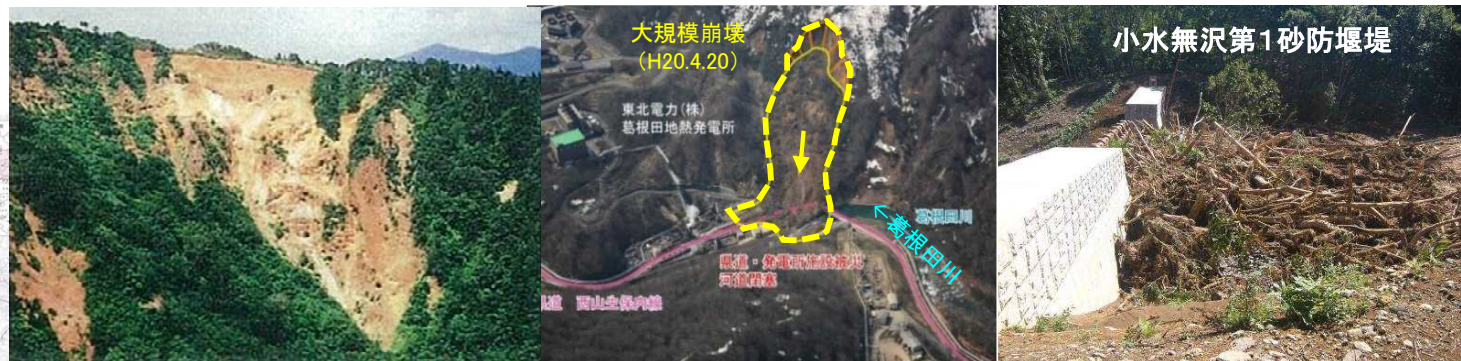 大規模崩壊
(H20.4.20)
東北電力(株)
葛根田地熱発電所
←葛根田川
葛根田川
県道・発電所施設被災
河道閉塞
県道 西山生保内線
小水無沢第1砂防堰堤